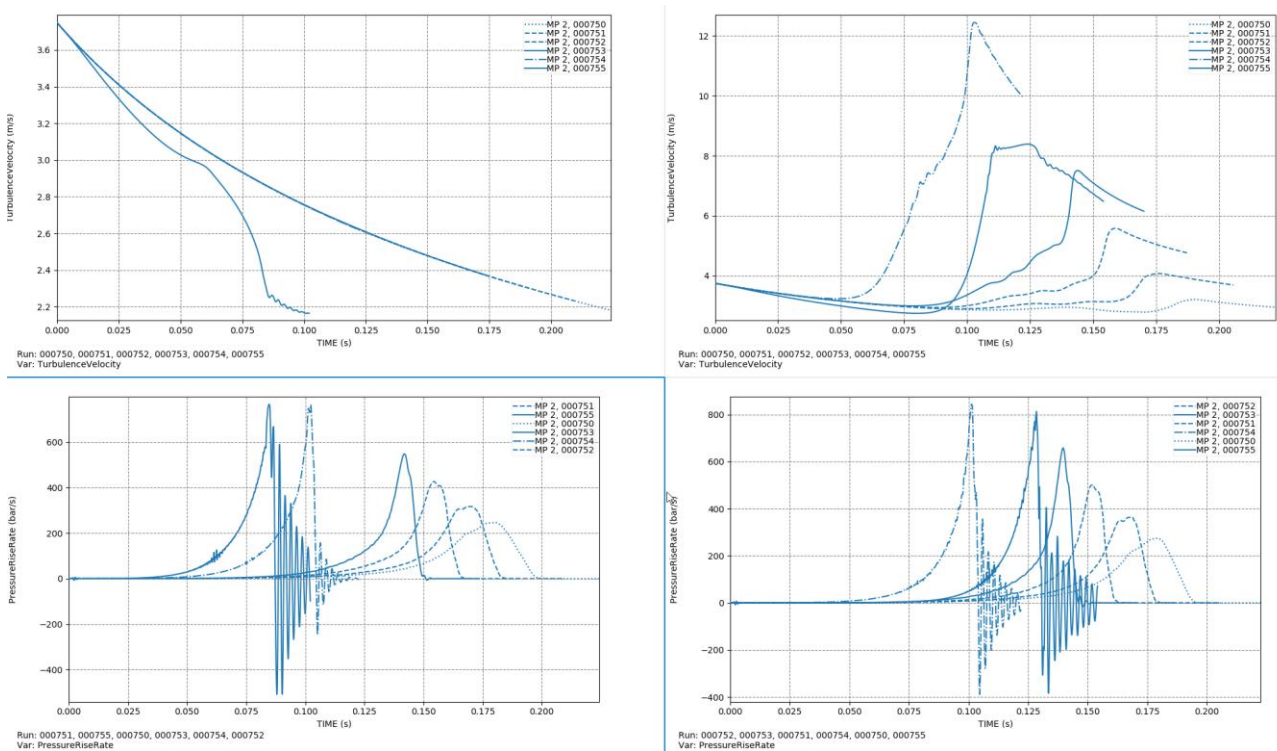 MP 2, 000750
MP 2, 000751
MP 2, 000752
MP 2, 000753
MP 2, 000754
MP 2, 000755
3.6
3.4
3.2
3.0
2.8
2.6
2.4
2.2
TurbulenceVelocity (m/s)
0.000 0.025 0.050 0.075 0.100 0.125 0.150 0.175 0.200
TIME (s)
Run: 000750, 000751, 000752, 000753, 000754, 000755
Var: TurbulenceVelocity
MP 2, 000750
MP 2, 000751
MP 2, 000752
MP 2, 000753
MP 2, 000754
MP 2, 000755
12
10
8
6
4
TurbulenceVelocity (m/s)
0.000 0.025 0.050 0.075 0.100 0.125 0.150 0.175 0.200
TIME (s)
Run: 000750, 000751, 000752, 000753, 000754, 000755
Var: TurbulenceVelocity
MP 2, 000751
MP 2, 000755
MP 2, 000750
MP 2, 000753
MP 2, 000754
MP 2, 000752
600
400
200
0
−200
−400
PressureRiseRate (bar/s)
0.000 0.025 0.050 0.075 0.100 0.125 0.150 0.175 0.200
TIME (s)
Run: 000751, 000755, 000750, 000753, 000754, 000752
Var: PressureRiseRate
MP 2, 000752
MP 2, 000753
MP 2, 000751
MP 2, 000754
MP 2, 000750
MP 2, 000755
800
600
400
200
0
−200
−400
PressureRiseRate (bar/s)
0.000 0.025 0.050 0.075 0.100 0.125 0.150 0.175 0.200
TIME (s)
Run: 000752, 000753, 000751, 000754, 000750, 000755
Var: PressureRiseRate